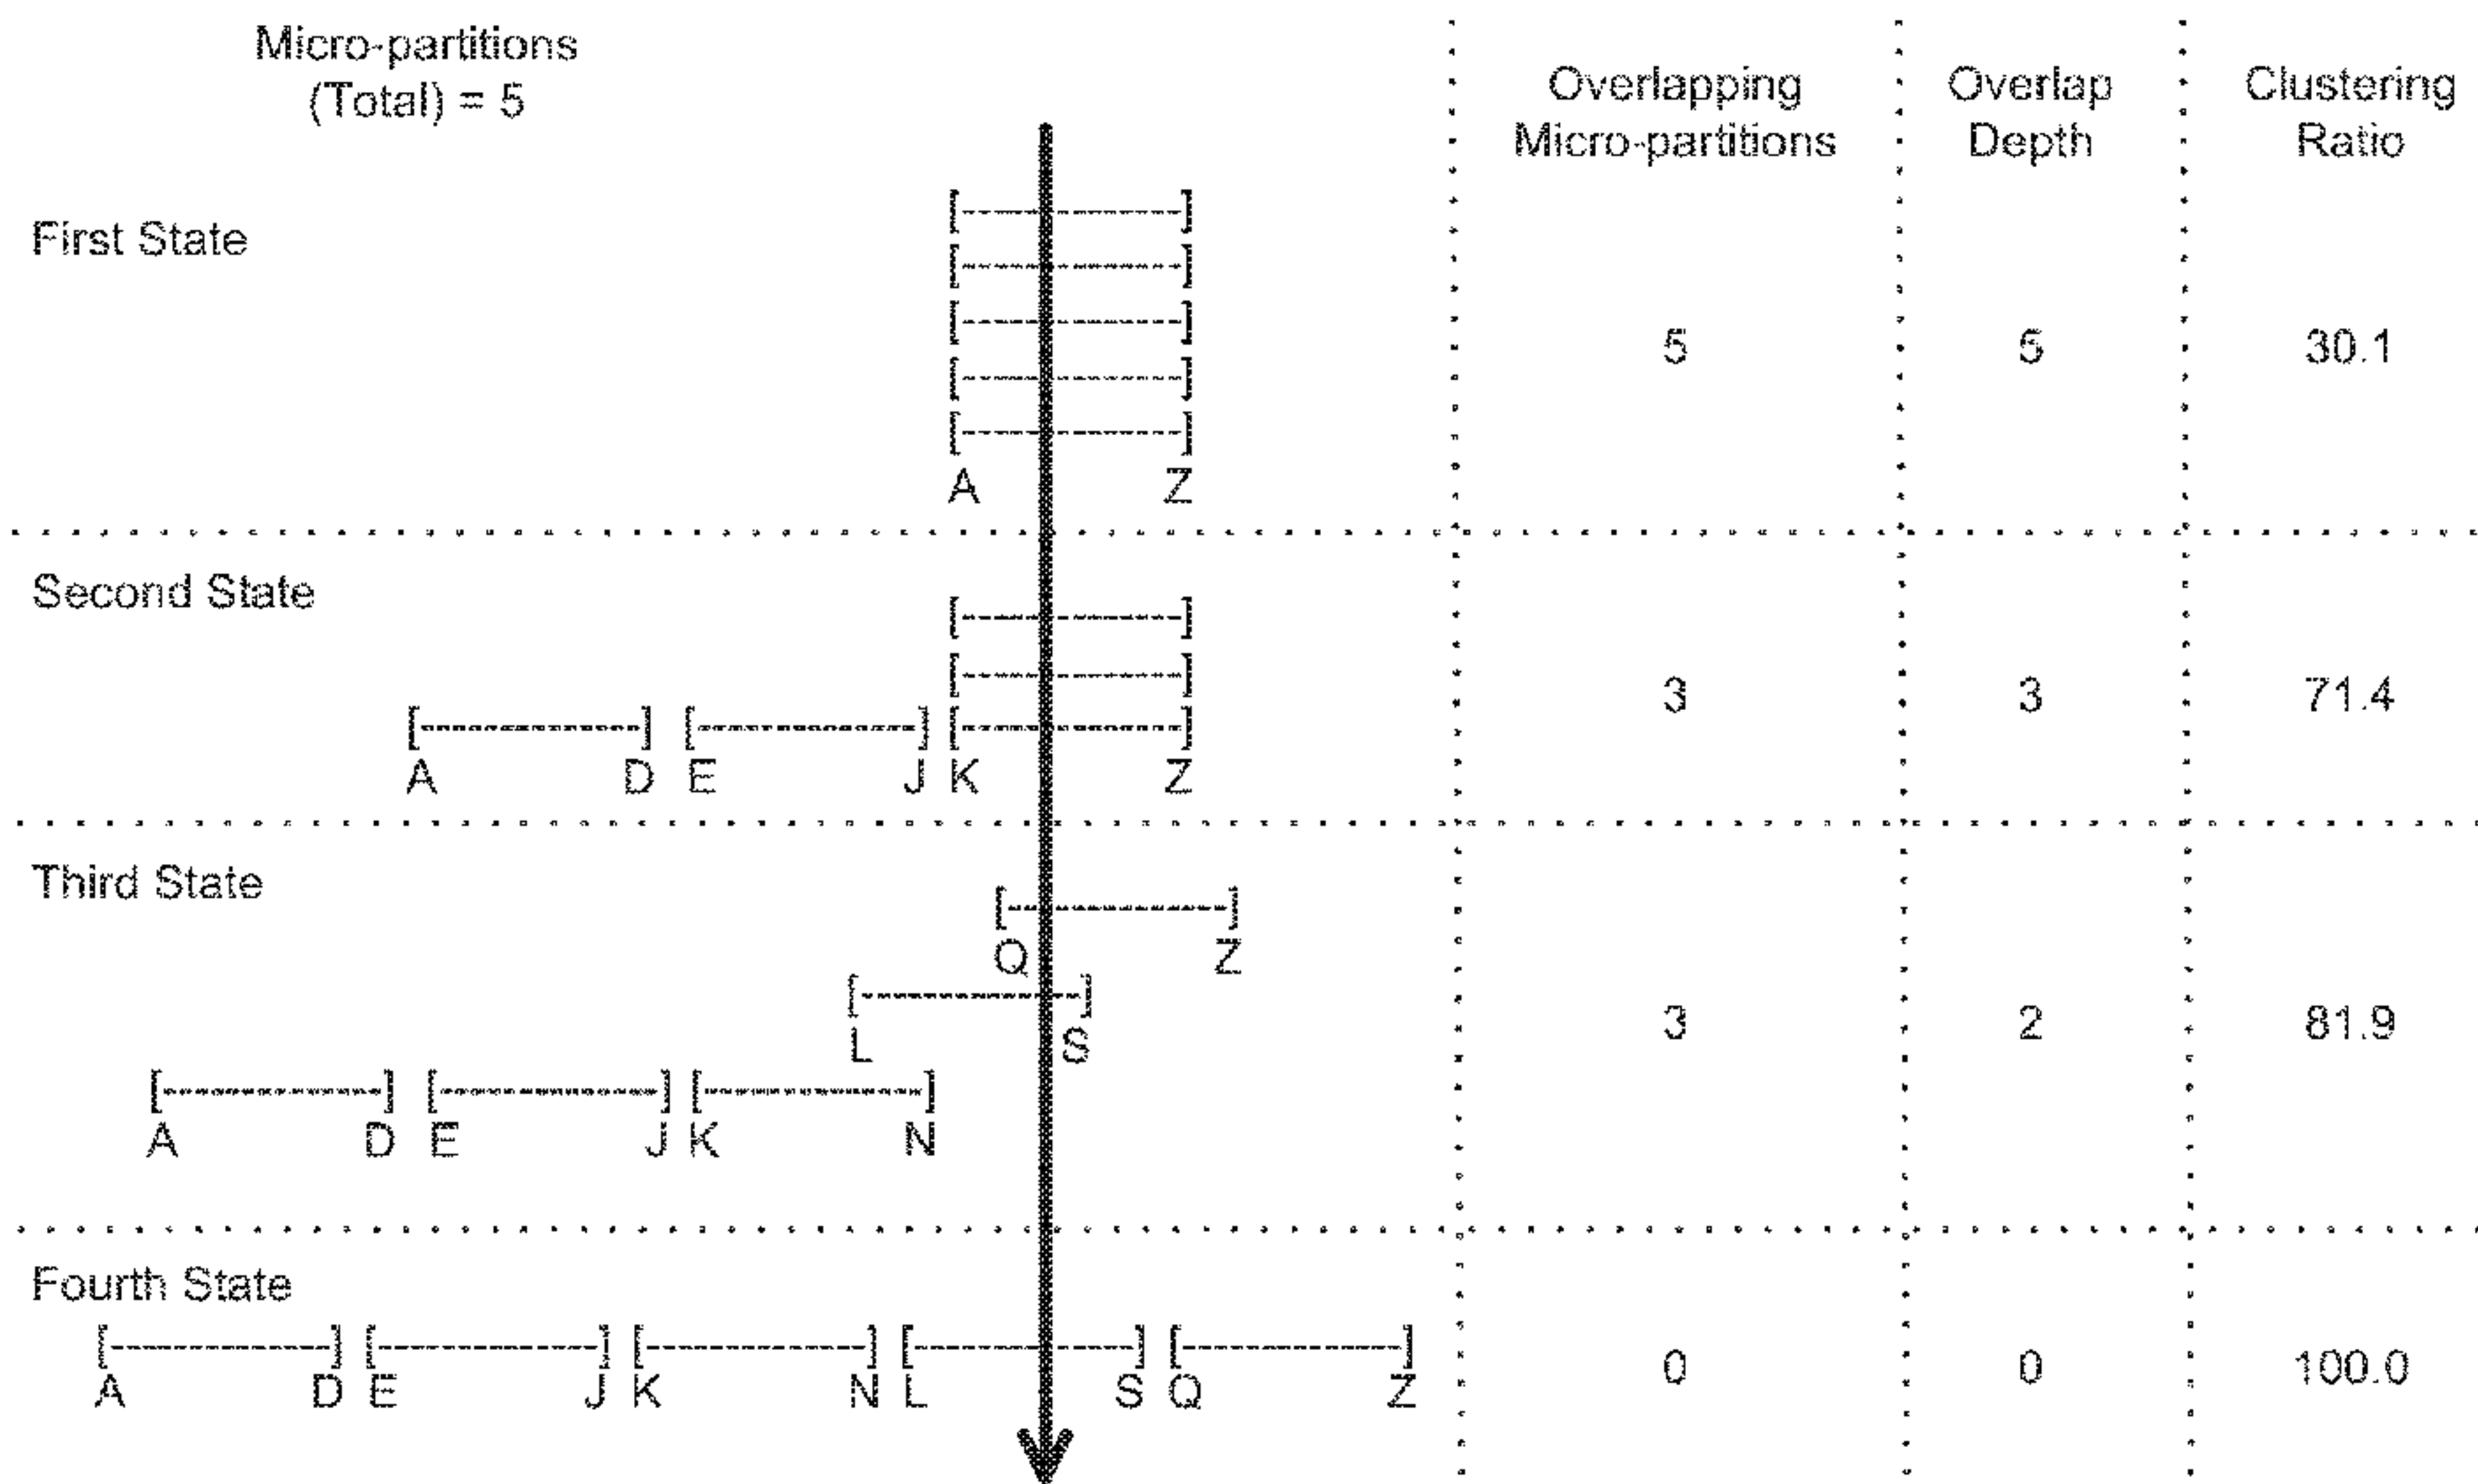 Micro-partitions
(Total) = 5
Overlapping
Micro-partitions
Overlap
Depth
Clustering
Ratio
First State
5
5
30.1
A Z
Second State
3
3
71.4
A D E J K Z
Third State
Q Z
L S
3
2
81.9
A D E J K N
Fourth State
0
0
100.0
A D E J K N L S Q Z